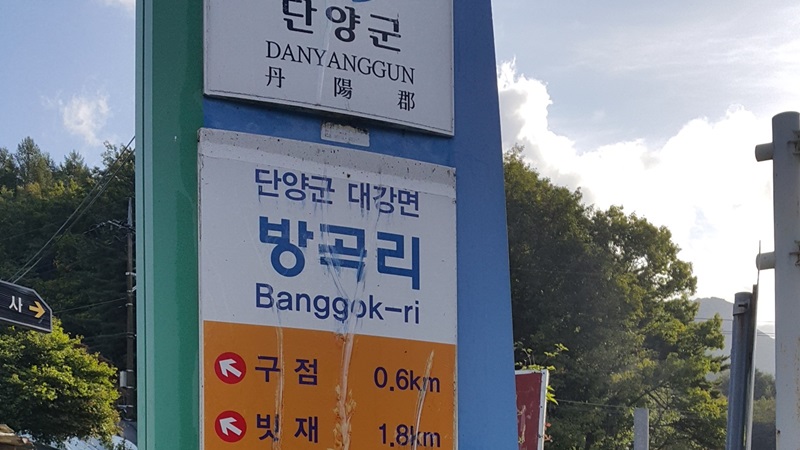 단양군
DANYANGGUN
丹陽郡
단양군 대강면
방곡리
Banggok-ri
구점 0.6km
빗재 1.8km
사